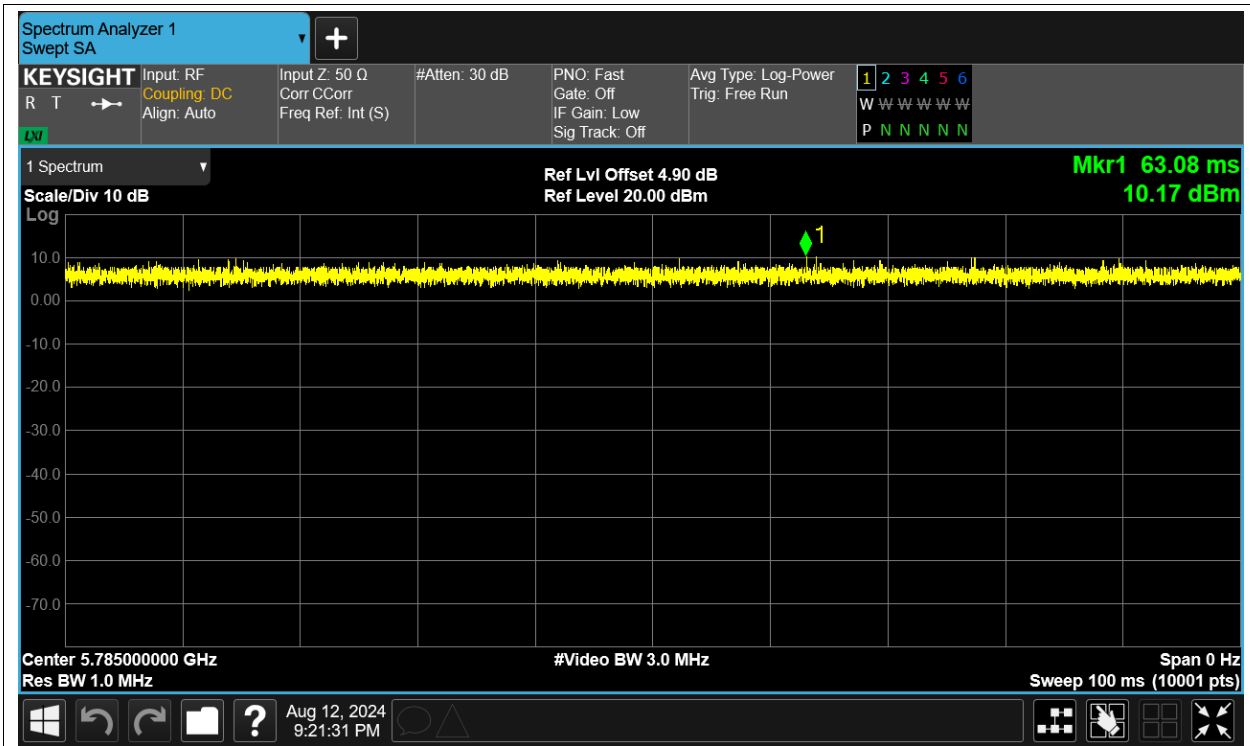 Spectrum Analyzer 1
Swept SA
KEYSIGHT
R T
LXI
Input: RF
Coupling: DC
Align: Auto
Input Z: 50 Ω
Corr CCorr
Freq Ref: Int (S)
#Atten: 30 dB
PNO: Fast
Gate: Off
IF Gain: Low
Sig Track: Off
Avg Type: Log-Power
Trig: Free Run
1 2 3 4 5 6
W W W W W W
P N N N N N
1 Spectrum
Scale/Div 10 dB
Ref Lvl Offset 4.90 dB
Ref Level 20.00 dBm
Mkr1 63.08 ms
10.17 dBm
Log
1
10.0
0.00
-10.0
-20.0
-30.0
-40.0
-50.0
-60.0
-70.0
Center 5.785000000 GHz
Res BW 1.0 MHz
#Video BW 3.0 MHz
Span 0 Hz
Sweep 100 ms (10001 pts)
?
Aug 12, 2024
9:21:31 PM